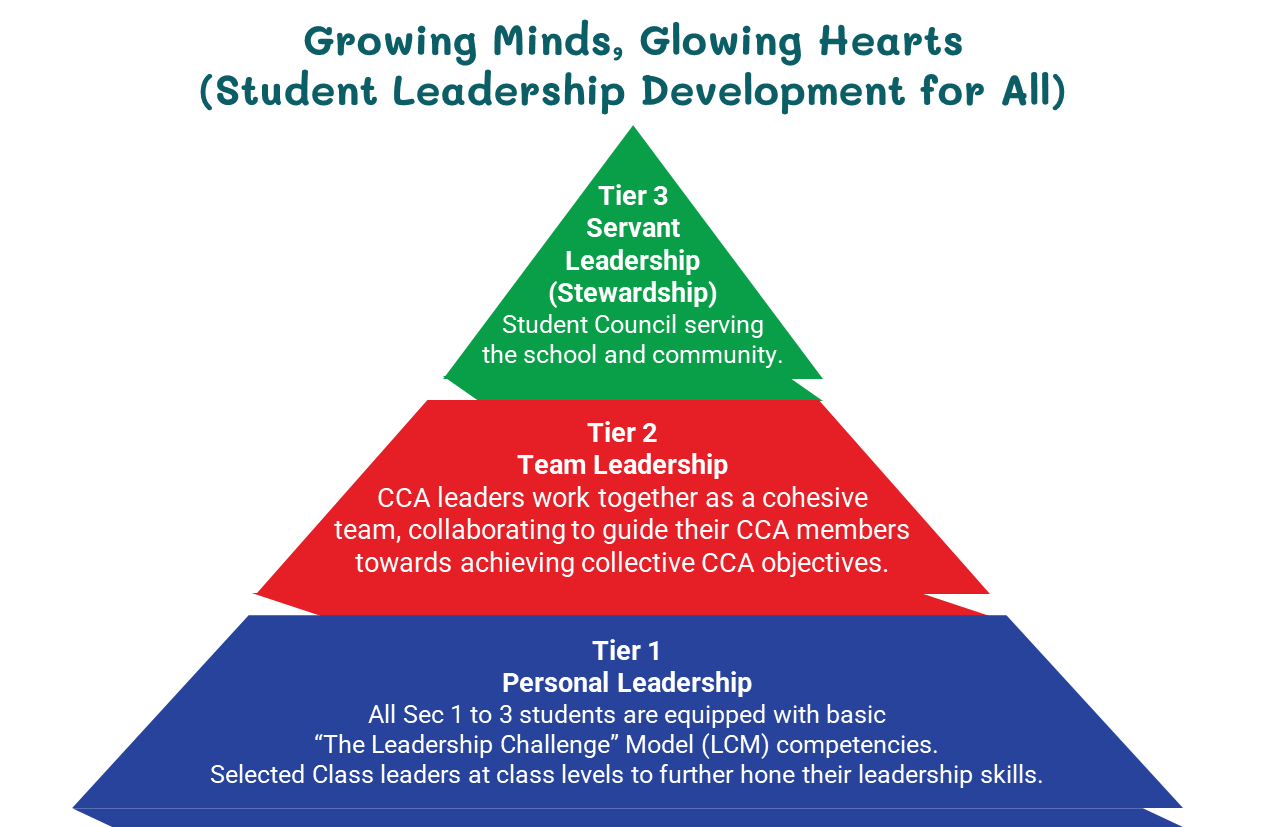 Growing Minds, Glowing Hearts
(Student Leadership Development for All)
Tier 3
Servant
Leadership
(Stewardship)
Student Council serving
the school and community.
Tier 2
Team Leadership
CCA leaders work together as a cohesive
team, collaborating to guide their CCA members
towards achieving collective CCA objectives.
Tier 1
Personal Leadership
All Sec 1 to 3 students are equipped with basic
“The Leadership Challenge” Model (LCM) competencies.
Selected Class leaders at class levels to further hone their leadership skills.